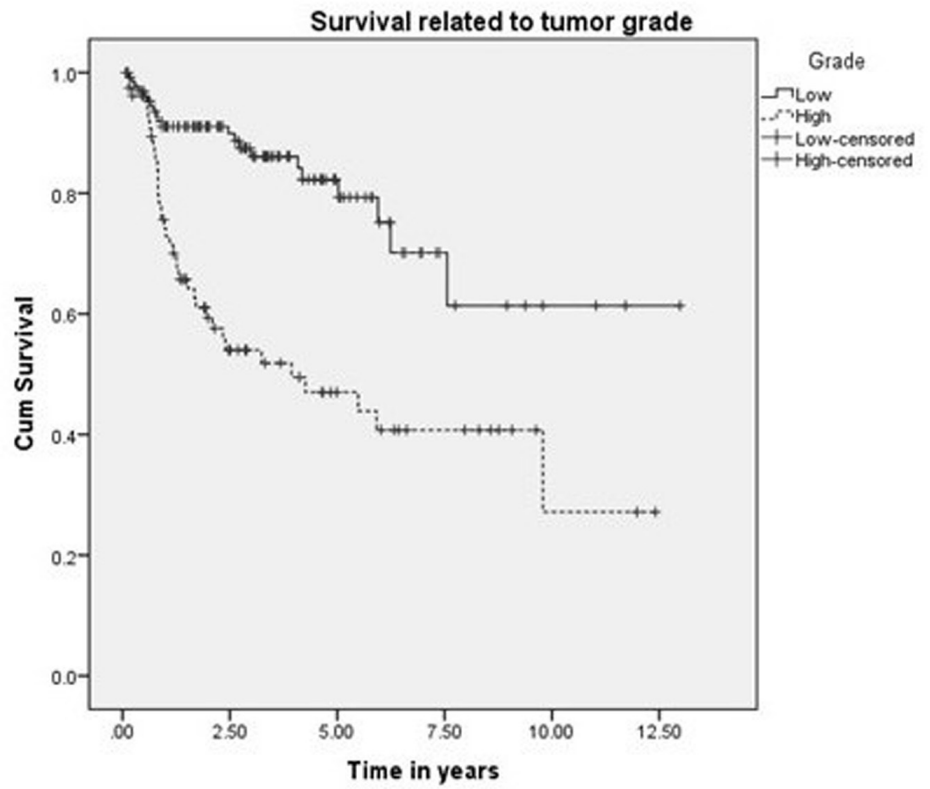 Survival related to tumor grade
Grade
Low
High
Low-censored
High-censored
Cum Survival
1.0
0.8
0.6
0.4
0.2
0.0
.00 2.50 5.00 7.50 10.00 12.50
Time in years